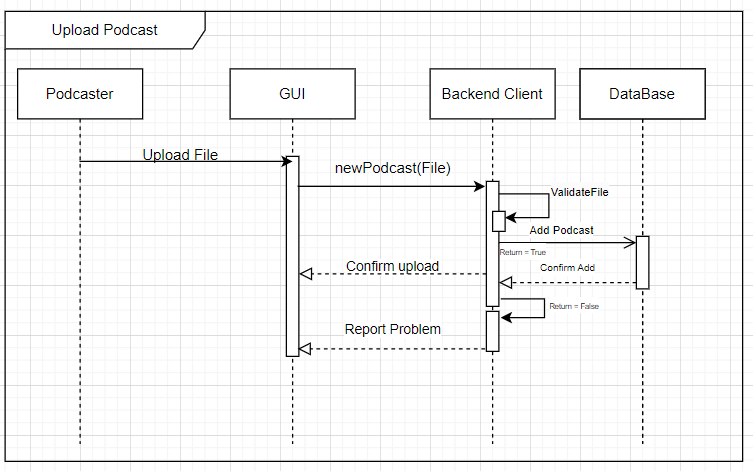 Upload Podcast
Podcaster
GUI
Backend Client
DataBase
Upload File
newPodcast(File)
ValidateFile
Add Podcast
Return = True
Confirm upload
Confirm Add
Return = False
Report Problem